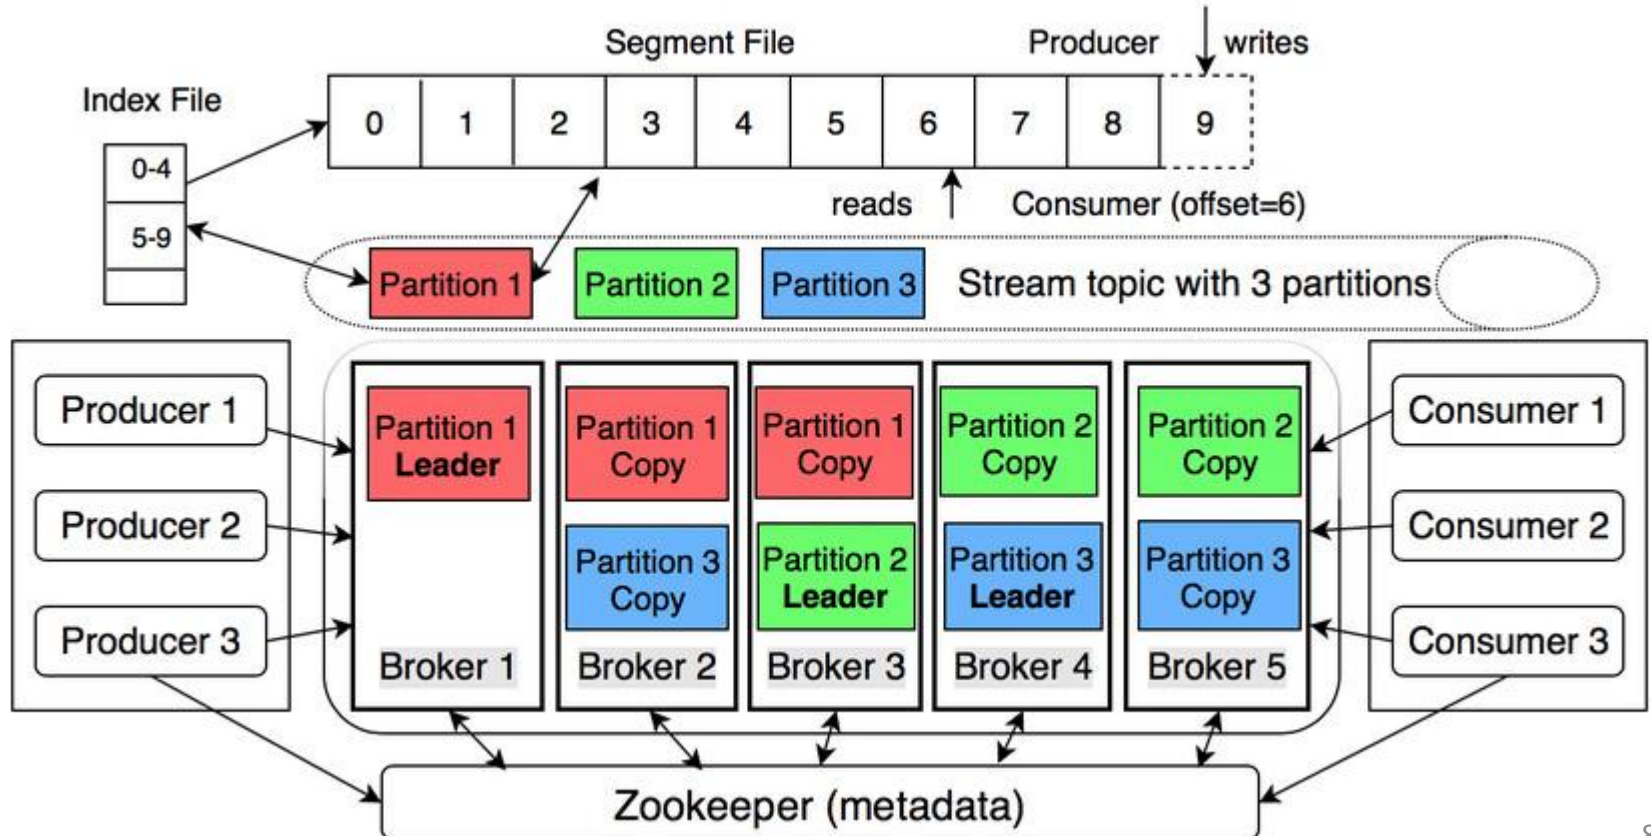 Segment File
Producer
writes
Index File
0 1 2 3 4 5 6 7 8 9
0-4
5-9
reads
Consumer (offset=6)
Partition 1
Partition 2
Partition 3
Stream topic with 3 partitions
Producer 1
Producer 2
Producer 3
Partition 1
Leader
Broker 1
Partition 1
Copy
Partition 3
Copy
Broker 2
Partition 1
Copy
Partition 2
Leader
Broker 3
Partition 2
Copy
Partition 3
Leader
Broker 4
Partition 2
Copy
Partition 3
Copy
Broker 5
Consumer 1
Consumer 2
Consumer 3
Zookeeper (metadata)